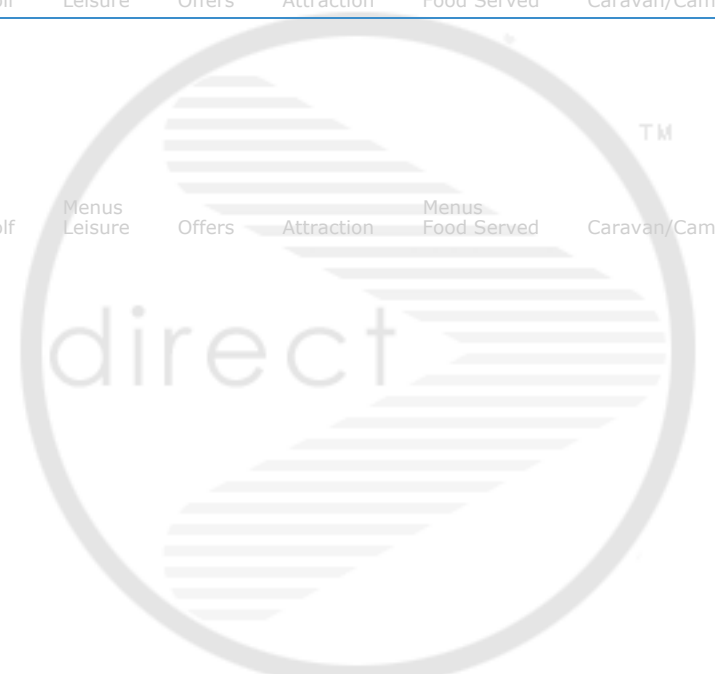 Leisure Offers Attraction Food Served
TM
Menus Menus
Leisure Offers Attraction Food Served
direct